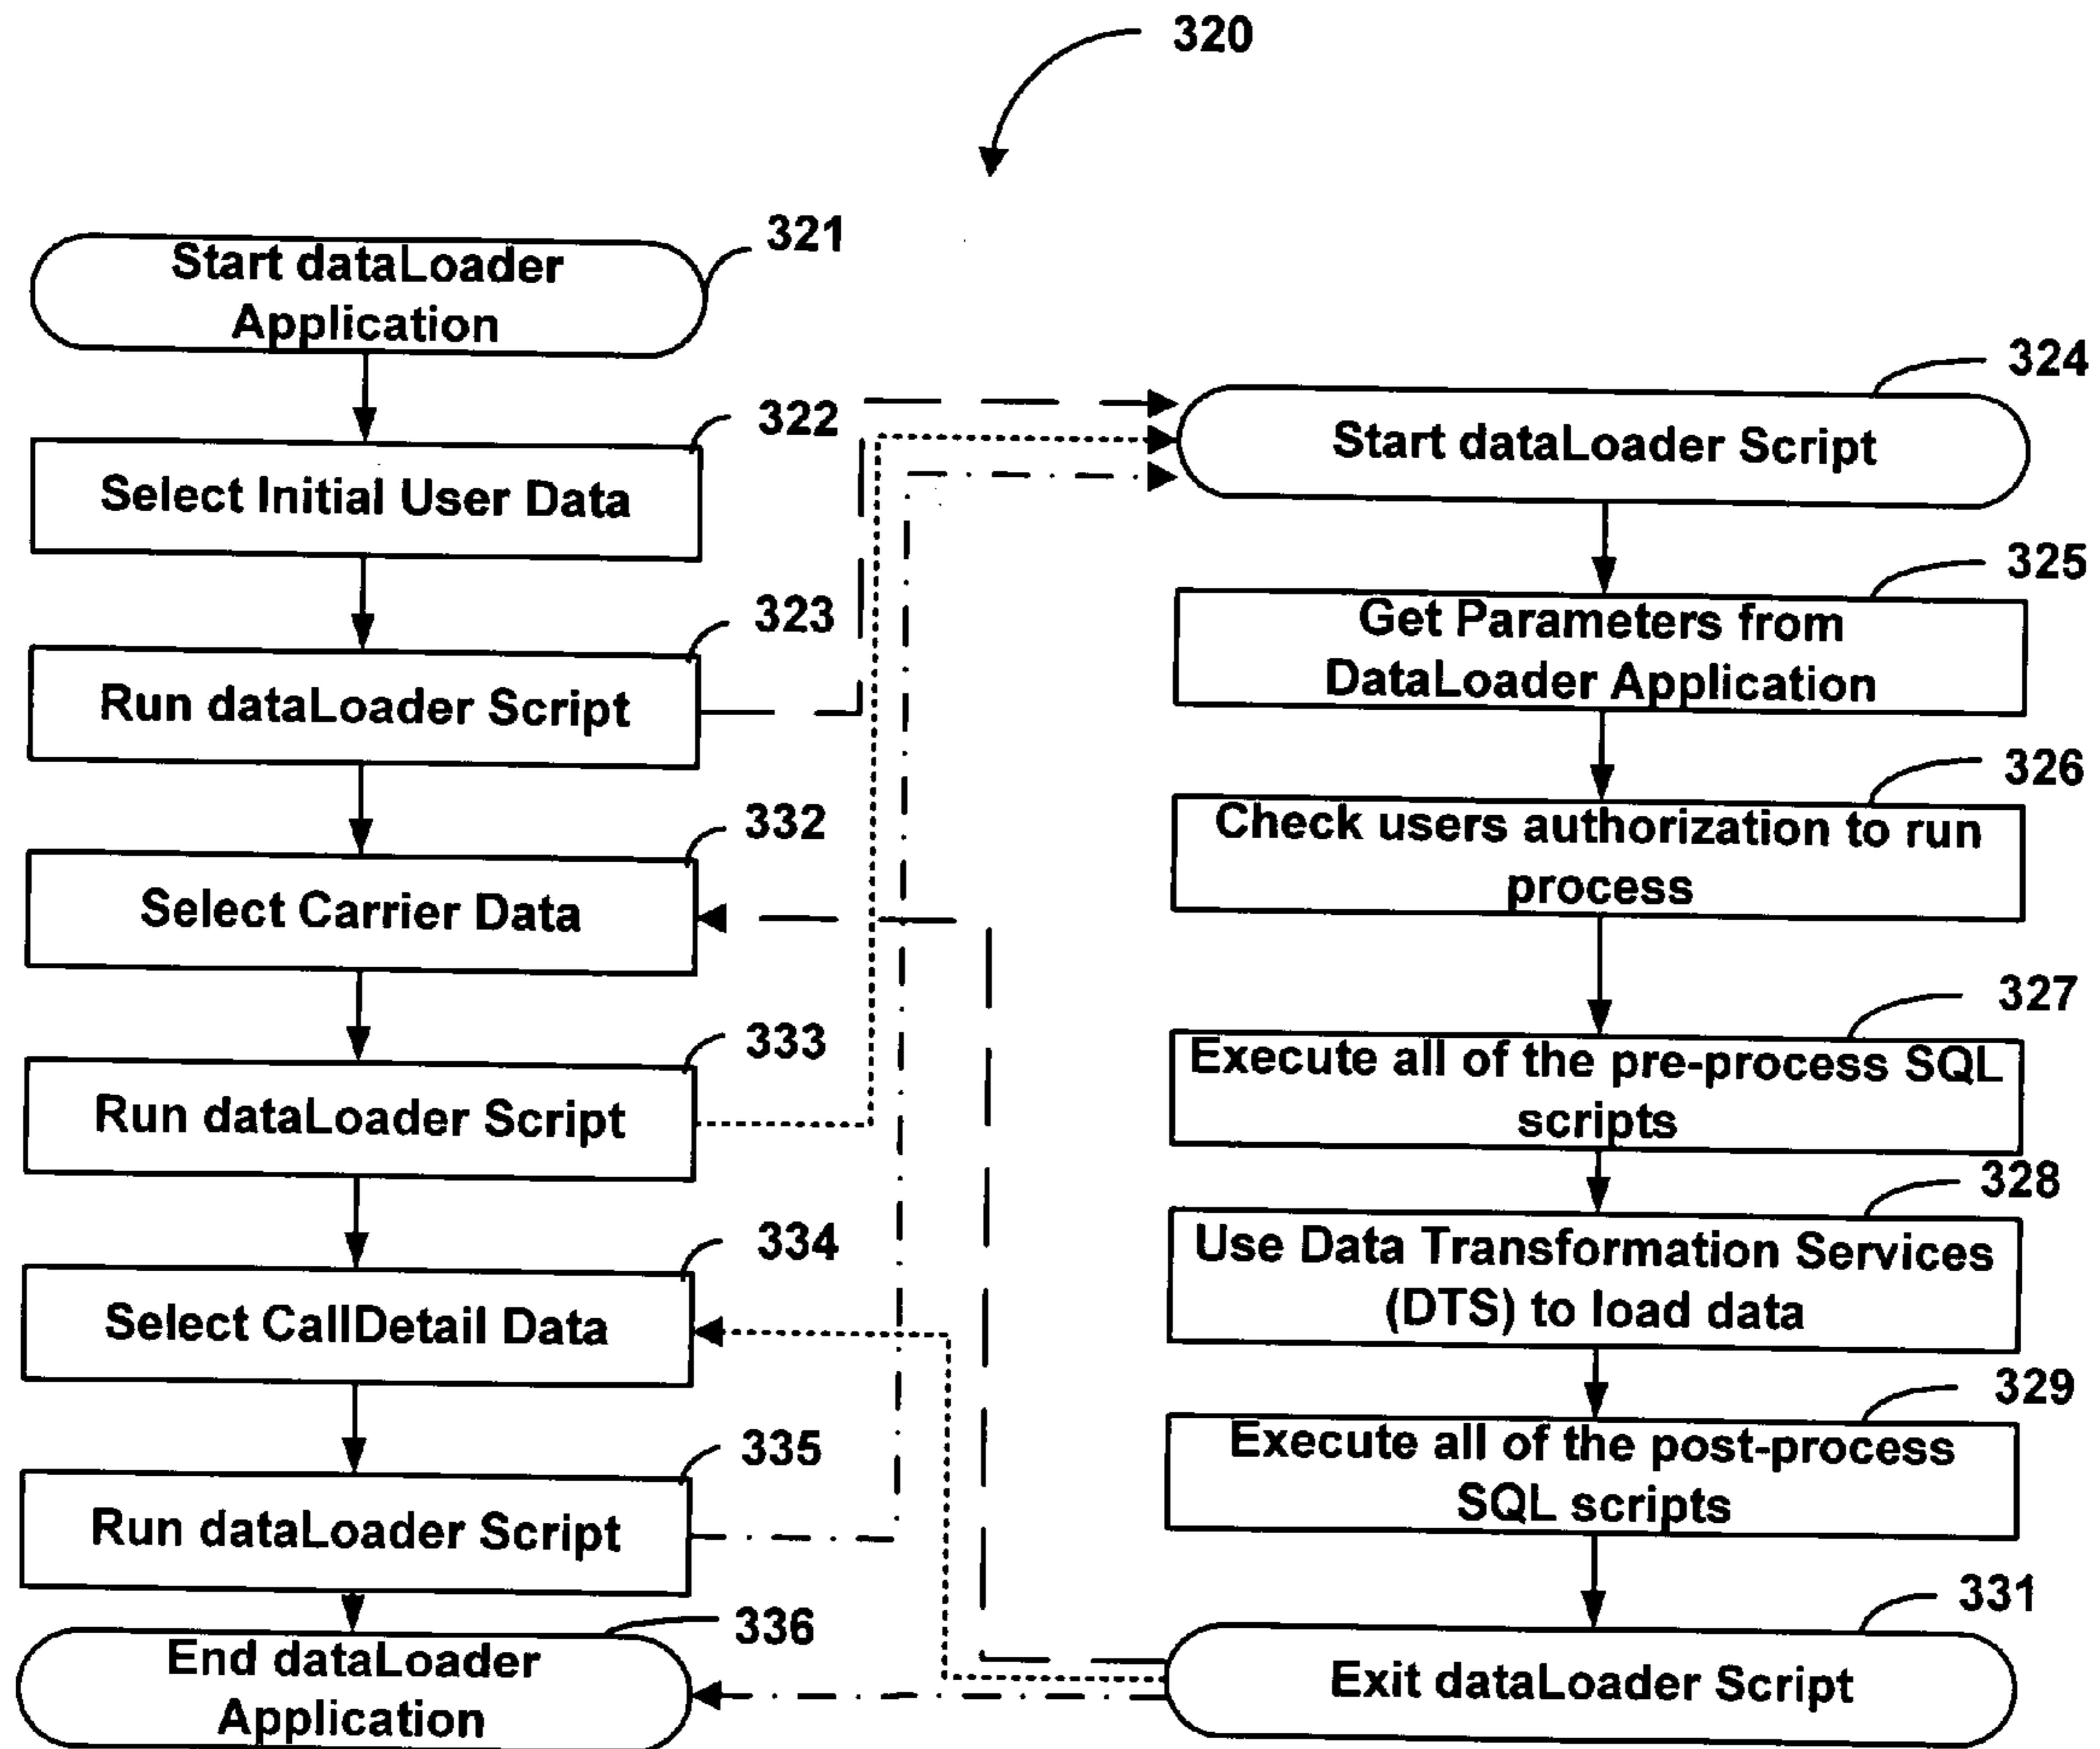 320
321
Start dataLoader
Application
322
Select Initial User Data
323
Run dataLoader Script
332
Select Carrier Data
333
Run dataLoader Script
334
Select CallDetail Data
335
Run dataLoader Script
336
End dataLoader
Application
324
Start dataLoader Script
325
Get Parameters from
DataLoader Application
326
Check users authorization to run
process
327
Execute all of the pre-process SQL
scripts
328
Use Data Transformation Services
(DTS) to load data
329
Execute all of the post-process
SQL scripts
331
Exit dataLoader Script